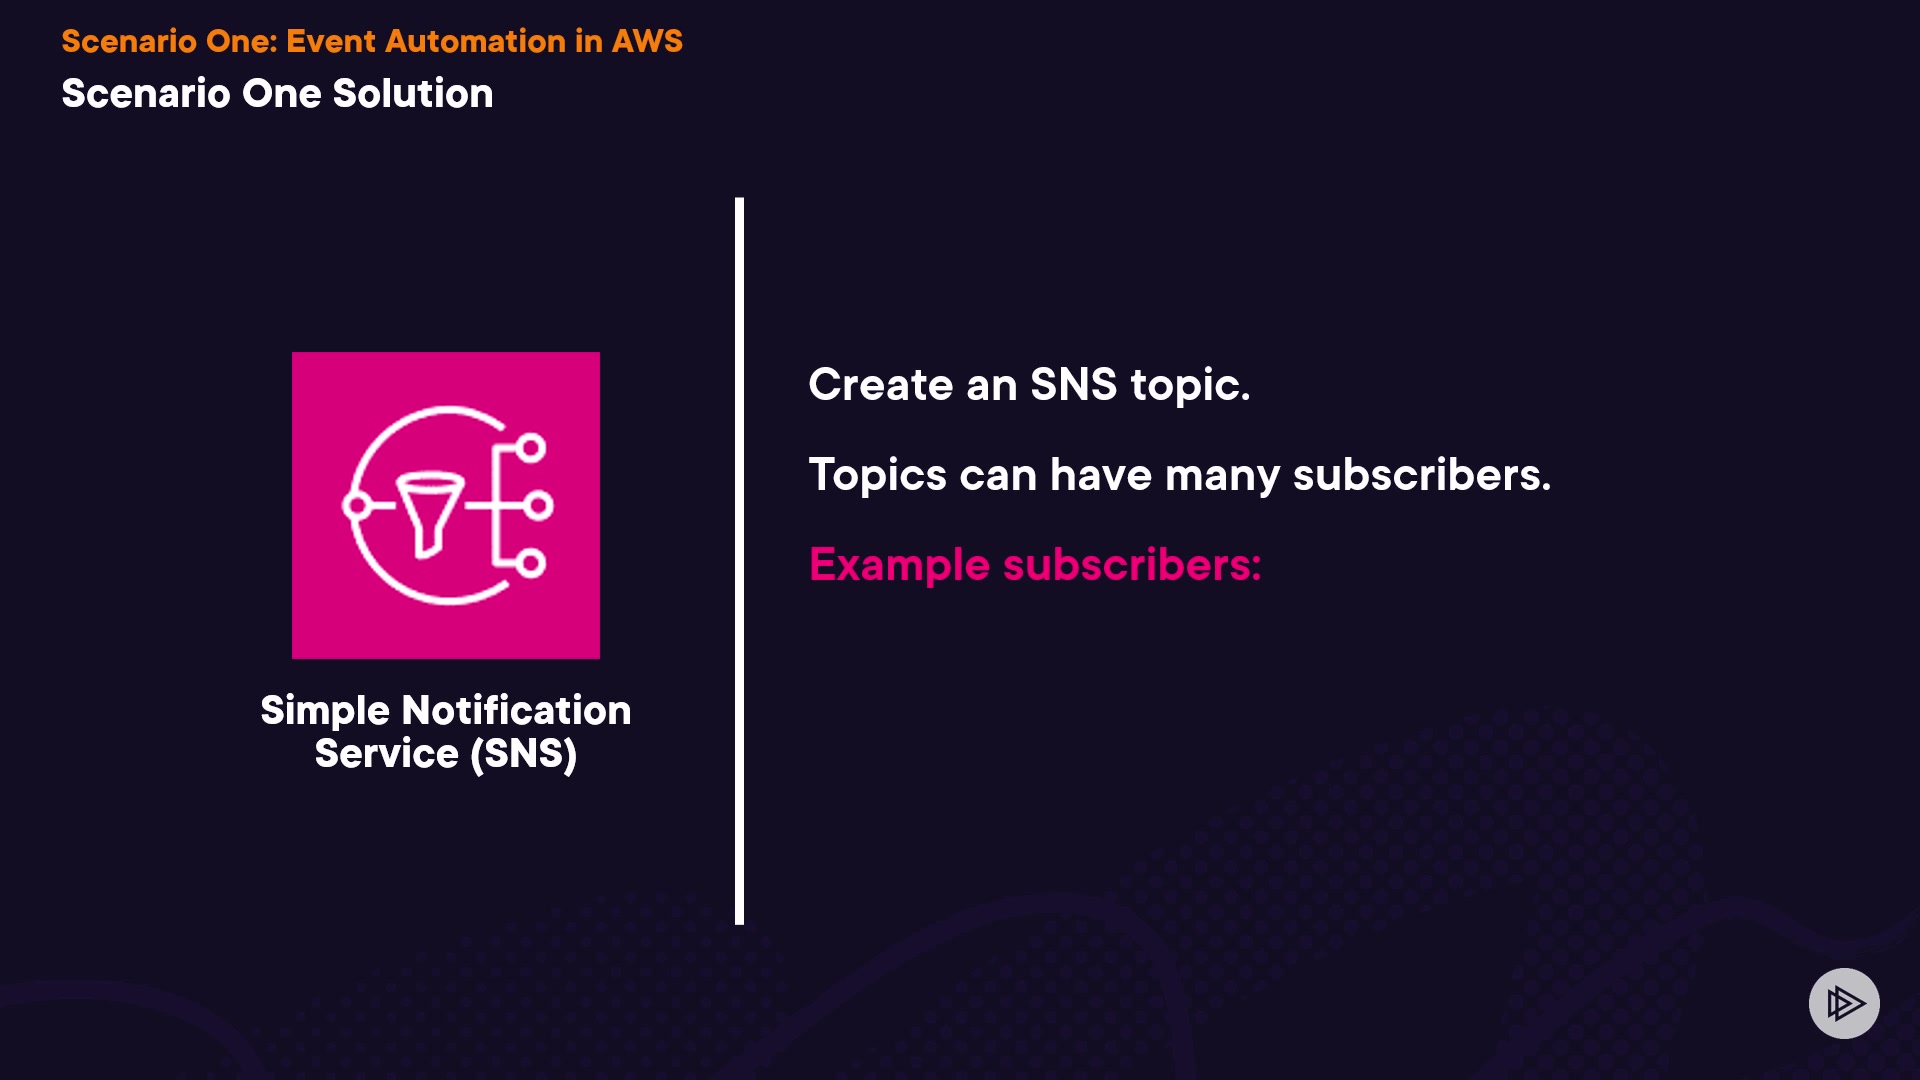 Scenario One: Event Automation in AWS
Scenario One Solution
Simple Notification
Service (SNS)
Create an SNS topic.
Topics can have many subscribers.
Example subscribers: